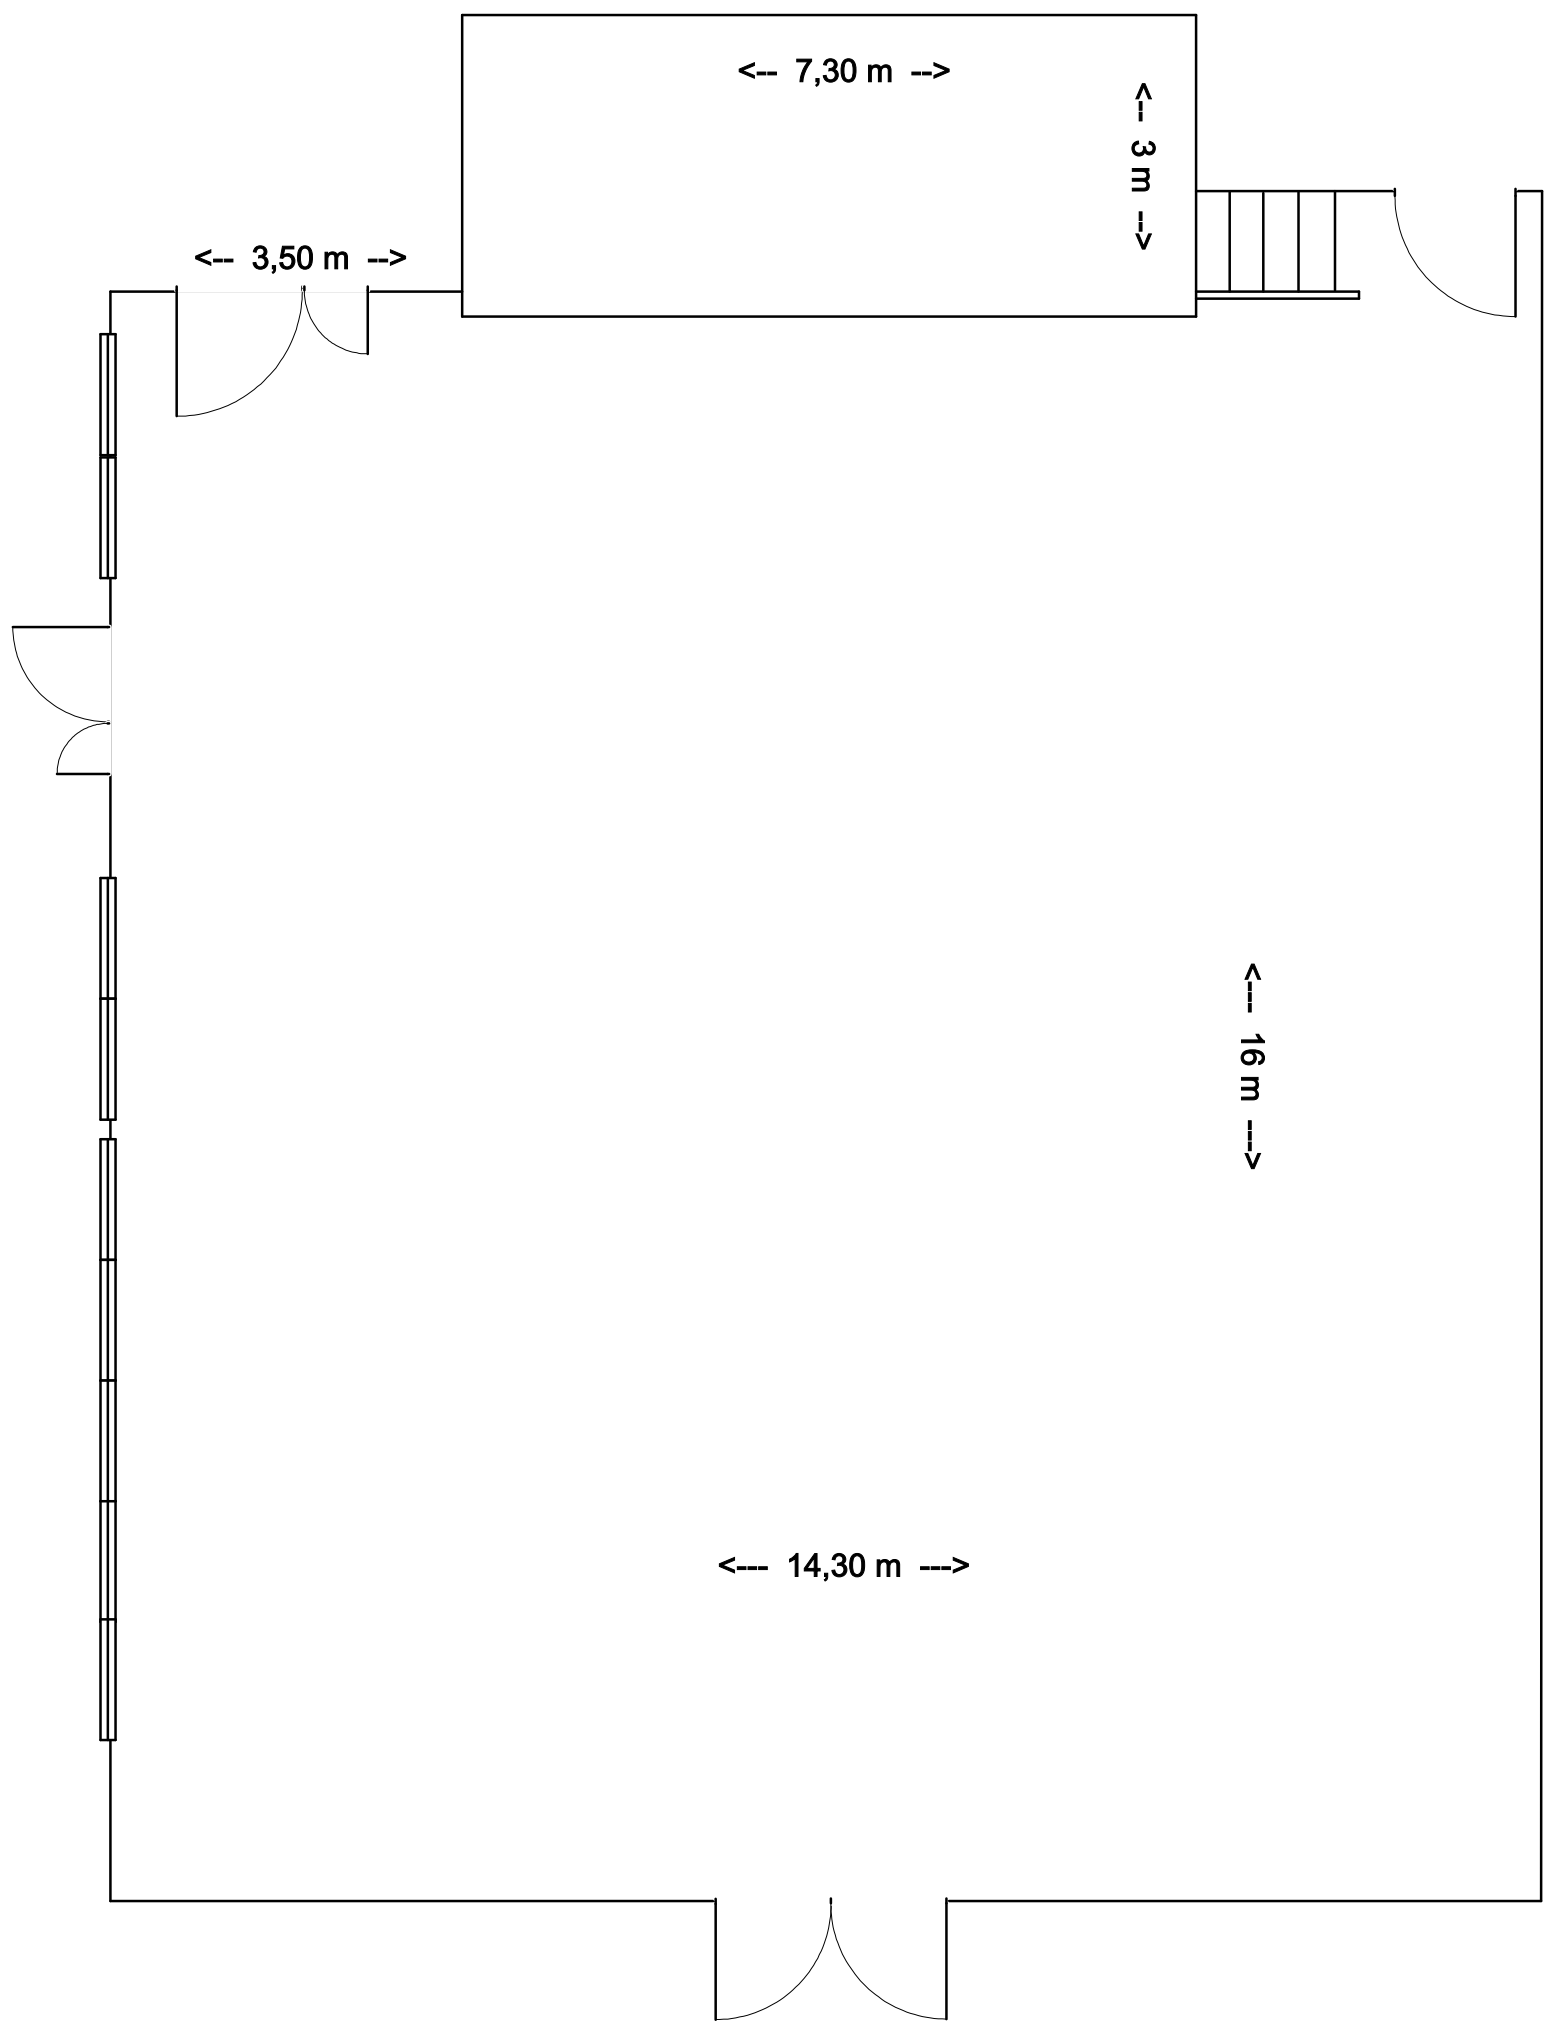 <-- 7,30 m -->
<-- 3 m -->
<-- 3,50 m -->
<--- 16 m --->
<--- 14,30 m --->